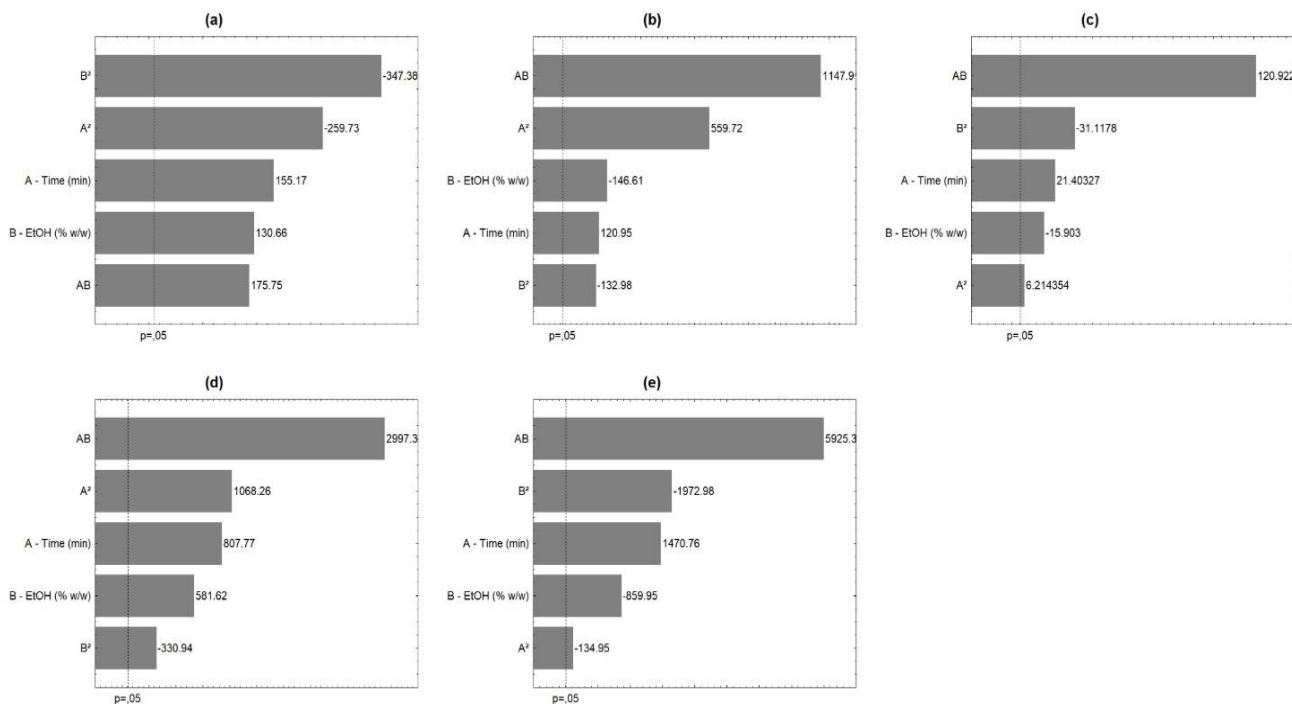 (a)
B²
-347.38
A²
-259.73
A - Time (min)
155.17
B - EtOH (% w/w)
130.66
AB
175.75
p=,05
(b)
AB
1147.9
A²
559.72
B - EtOH (% w/w)
-146.61
A - Time (min)
120.95
B²
-132.98
p=,05
(c)
AB
120.922
B²
-31.1178
A - Time (min)
21.40327
B - EtOH (% w/w)
-15.903
A²
6.214354
p=,05
(d)
AB
2997.3
A²
1068.26
A - Time (min)
807.77
B - EtOH (% w/w)
581.62
B²
-330.94
p=,05
(e)
AB
5925.3
B²
-1972.98
A - Time (min)
1470.76
B - EtOH (% w/w)
-859.95
A²
-134.95
p=,05